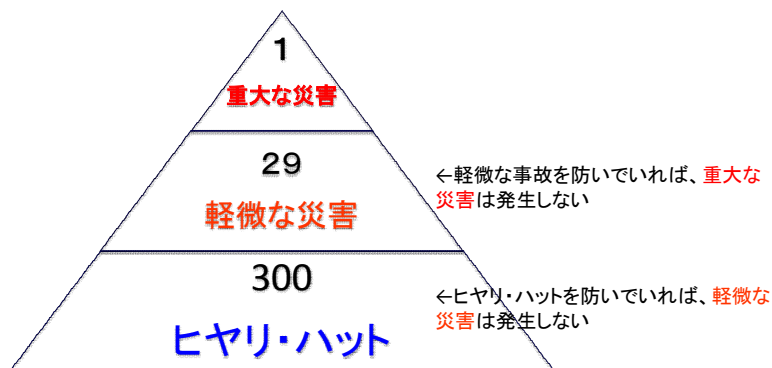 1
重大な災害
29
軽微な災害
←軽微な事故を防いでいれば、重大な
災害は発生しない
300
ヒヤリ・ハット
←ヒヤリ・ハットを防いでいれば、軽微な
災害は発生しない